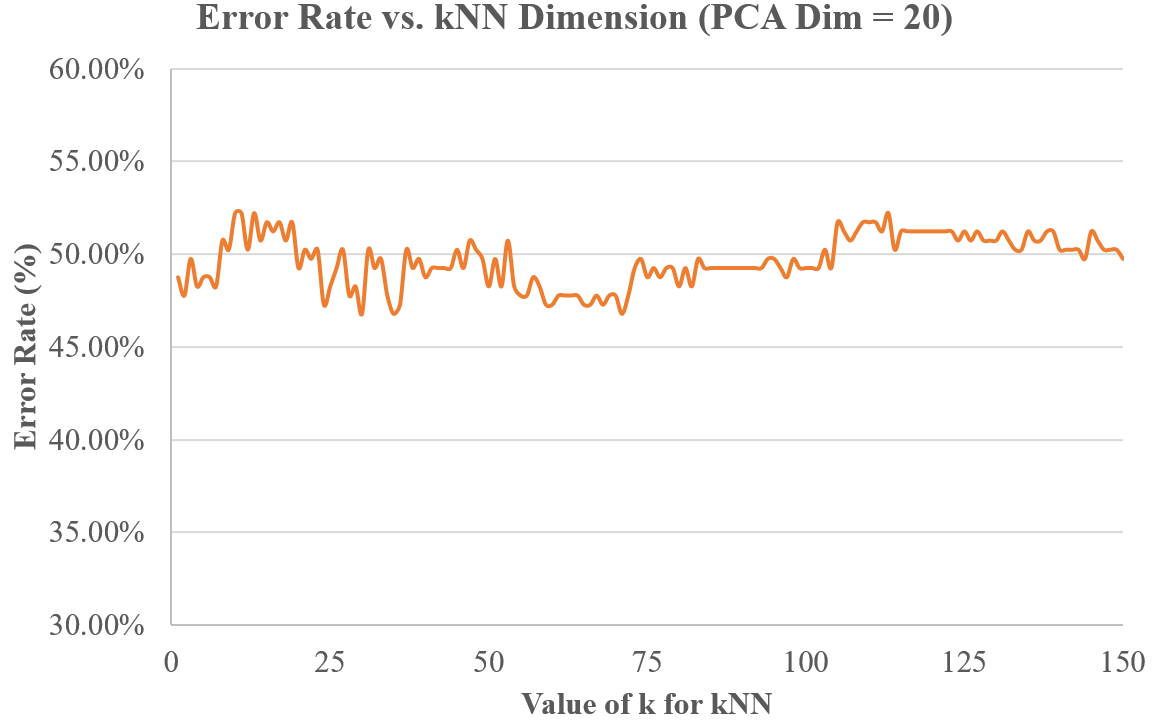 Error Rate vs. kNN Dimension (PCA Dim = 20)
60.00%
55.00%
50.00%
45.00%
40.00%
35.00%
30.00%
Error Rate (%)
0 25 50 75 100 125 150
Value of k for kNN